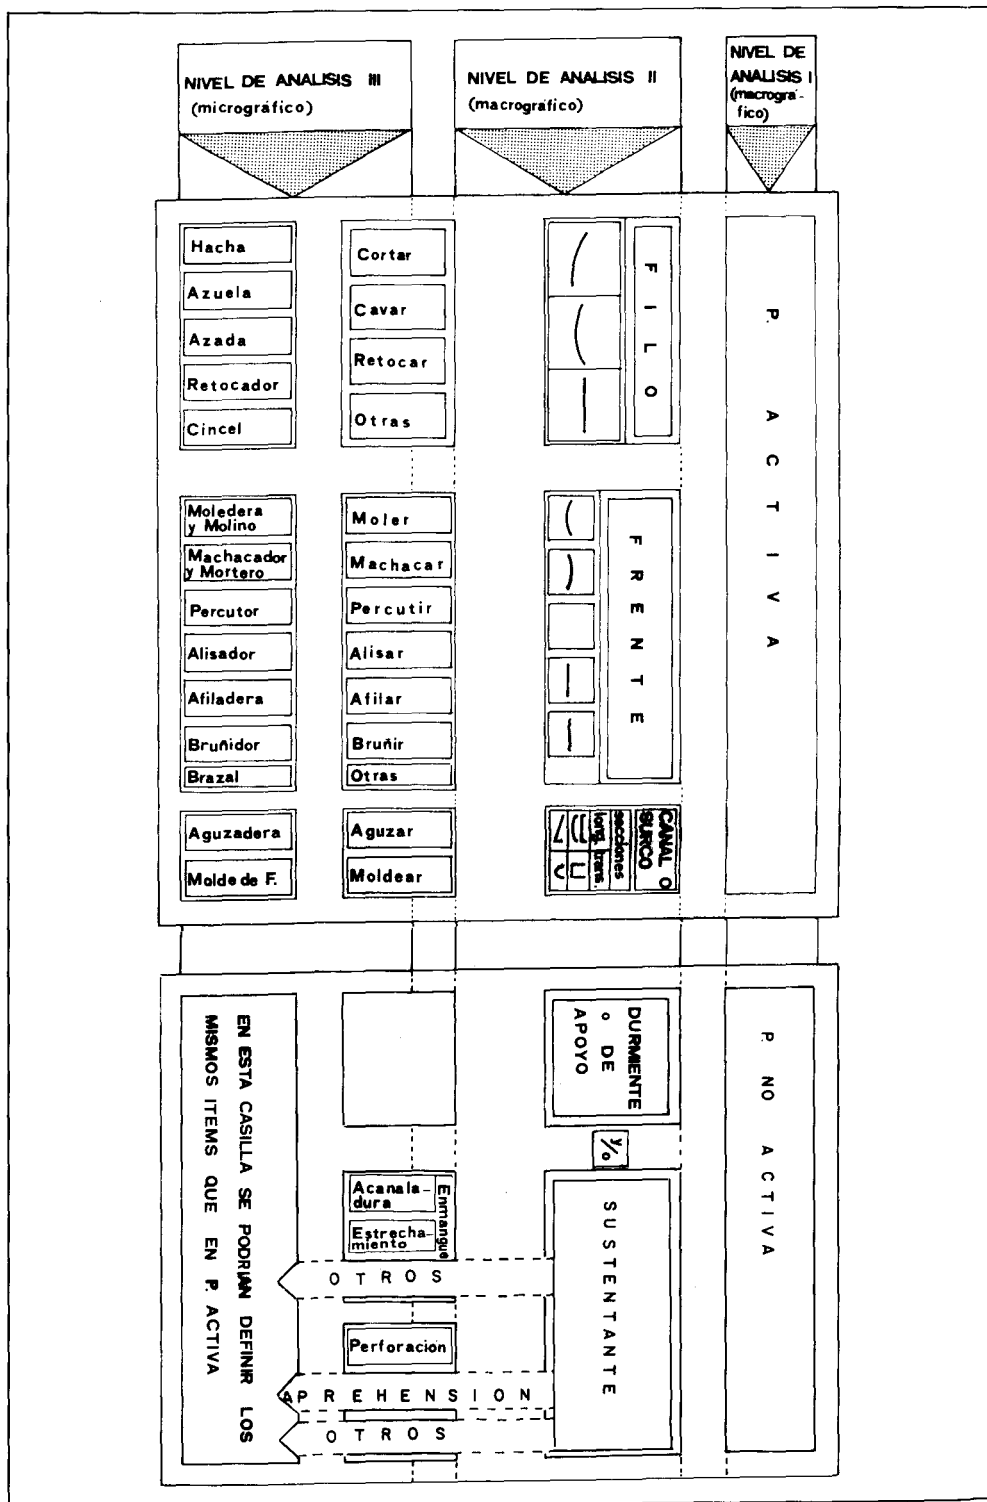 NIVEL DE ANALISIS III
(micrográfico)
NIVEL DE ANALISIS II
(macrográfico)
NIVEL DE
ANALISIS I
(macrográ-
fico)
Hacha
Azuela
Azada
Retocador
Cincel
Cortar
Cavar
Retocar
Otras
FILO
P. ACTIVA
Moledera
y Molino
Machacador
y Mortero
Percutor
Alisador
Afiladera
Bruñidor
Brazal
Moler
Machacar
Percutir
Alisar
Afilar
Bruñir
Otras
FRENTE
Aguzadera
Molde de F.
Aguzar
Moldear
CANAL O
SURCO
secciones
long. trans.
EN ESTA CASILLA SE PODRIAN DEFINIR LOS
MISMOS ITEMS QUE EN P. ACTIVA
DURMIENTE
o DE
APOYO
y/o
P. NO ACTIVA
Acanala-
dura
Estrecha-
miento
Enmangue
OTROS
Perforación
APREHENSION
OTROS
SUSTENTANTE